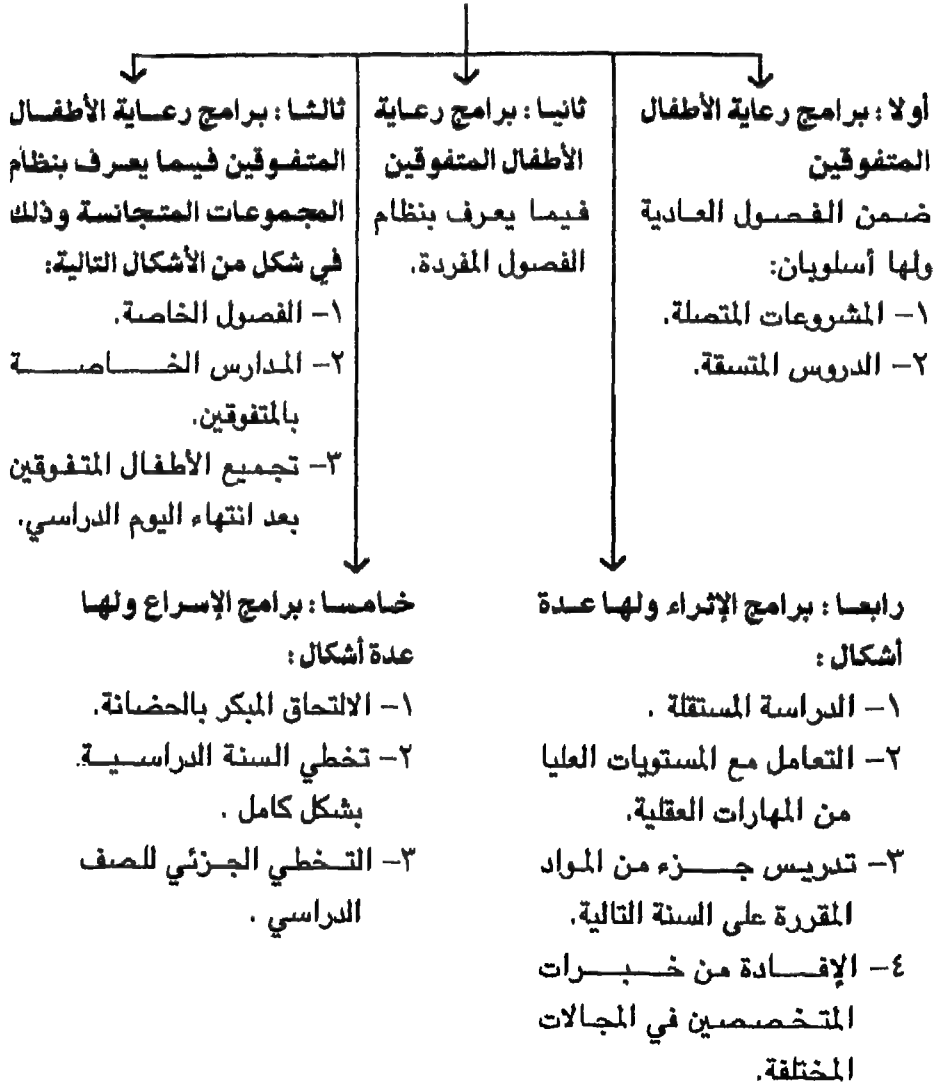 أولا : برامج رعاية الأطفال
المتفوقين
ضمن الفصول العادية
ولها أسلوبان:
١– المشروعات المتصلة.
٢– الدروس المتسقة.
ثانيا : برامج رعاية
الأطفال المتفوقين
فيما يعرف بنظام
الفصول المفردة.
ثالثا : برامج رعاية الأطفال
المتفوقين فيما يعرف بنظام
المجموعات المتجانسة وذلك
في شكل من الأشكال التالية:
١– الفصول الخاصة.
٢– المدارس الخاصة
بالمتفوقين.
٣– تجميع الأطفال المتفوقين
بعد انتهاء اليوم الدراسي.
رابعا : برامج الإثراء ولها عدة
أشكال :
١– الدراسة المستقلة .
٢– التعامل مع المستويات العليا
من المهارات العقلية.
٣– تدريس جزء من المواد
المقررة على السنة التالية.
٤– الإفادة من خبرات
المتخصصين في المجالات
المختلفة.
خامسا : برامج الإسراع ولها
عدة أشكال :
١– الالتحاق المبكر بالحضانة.
٢– تخطي السنة الدراسية
بشكل كامل .
٣– التخطي الجزئي للصف
الدراسي .